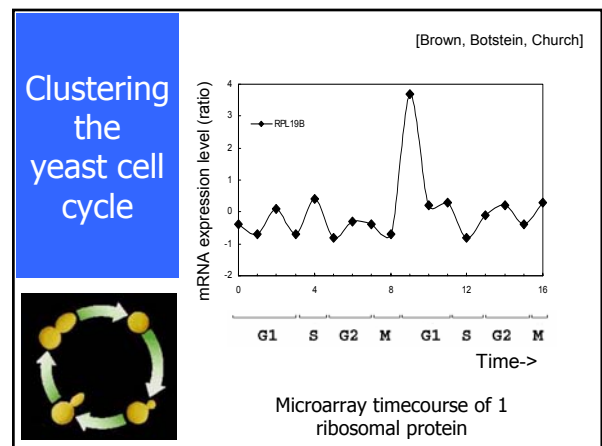 [Brown, Botstein, Church]
Clustering
the
yeast cell
cycle
mRNA expression level (ratio)
4
3
2
1
0
-1
-2
RPL19B
0 4 8 12 16
G1 S G2 M G1 S G2 M
Time->
Microarray timecourse of 1
ribosomal protein